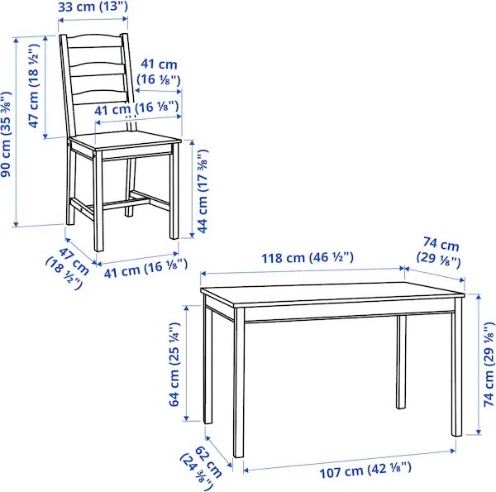 33 cm (13")
47 cm (18 ½")
90 cm (35 ⅜")
41 cm
(16 ⅛")
41 cm (16 ⅛")
44 cm (17 ⅜")
47 cm
(18 ½")
41 cm (16 ⅛")
118 cm (46 ½")
74 cm
(29 ⅛")
64 cm (25 ¼")
74 cm (29 ⅛")
62 cm
(24 ⅜")
107 cm (42 ⅛")